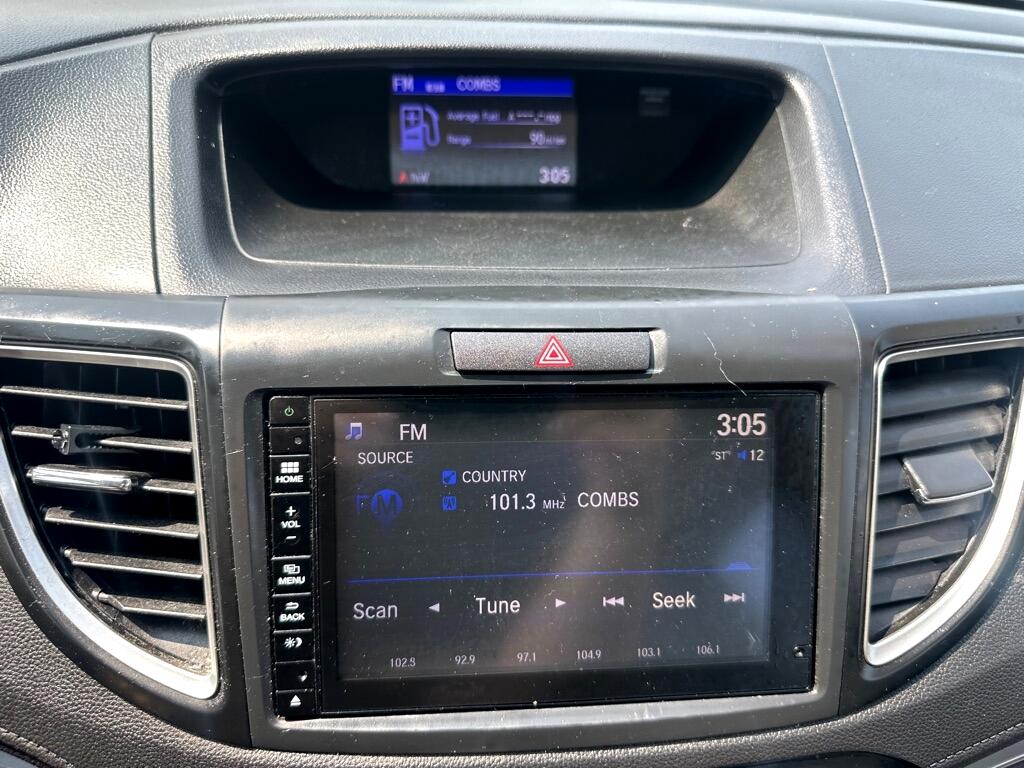 FM COMBS
Average Fuel
Range 90
NW 3:05
FM 3:05
SOURCE "ST" 12
COUNTRY
FM 101.3 MHz COMBS
HOME
+
VOL
-
MENU
BACK
Scan Tune Seek
102.3 92.9 97.1 104.9 103.1 106.1